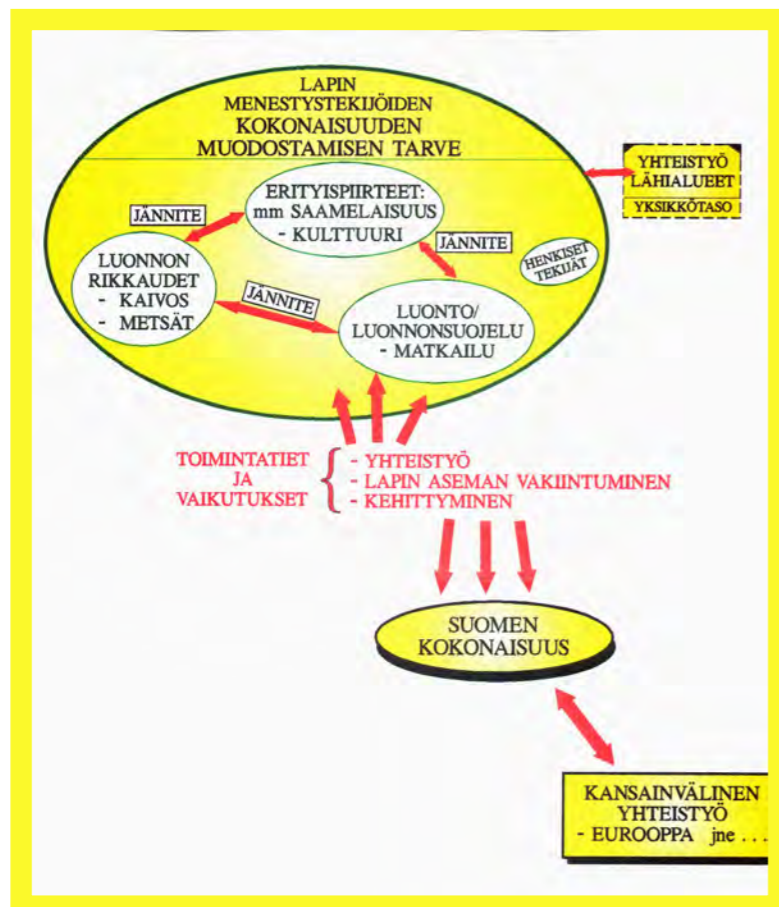 LAPIN
MENESTYSTEKIJÖIDEN
KOKONAISUUDEN
MUODOSTAMISEN TARVE
YHTEISTYÖ
LÄHIALUEET
YKSIKKÖTASO
ERITYISPIIRTEET:
mm SAAMELAISUUS
- KULTTUURI
JÄNNITE
JÄNNITE
HENKISET
TEKIJÄT
LUONNON
RIKKAUDET
- KAIVOS
- METSÄT
JÄNNITE
LUONTO/
LUONNONSUOJELU
- MATKAILU
TOIMINTATIET
JA
VAIKUTUKSET
- YHTEISTYÖ
- LAPIN ASEMAN VAKIINTUMINEN
- KEHITTYMINEN
SUOMEN
KOKONAISUUS
KANSAINVÄLINEN
YHTEISTYÖ
- EUROOPPA jne . . .